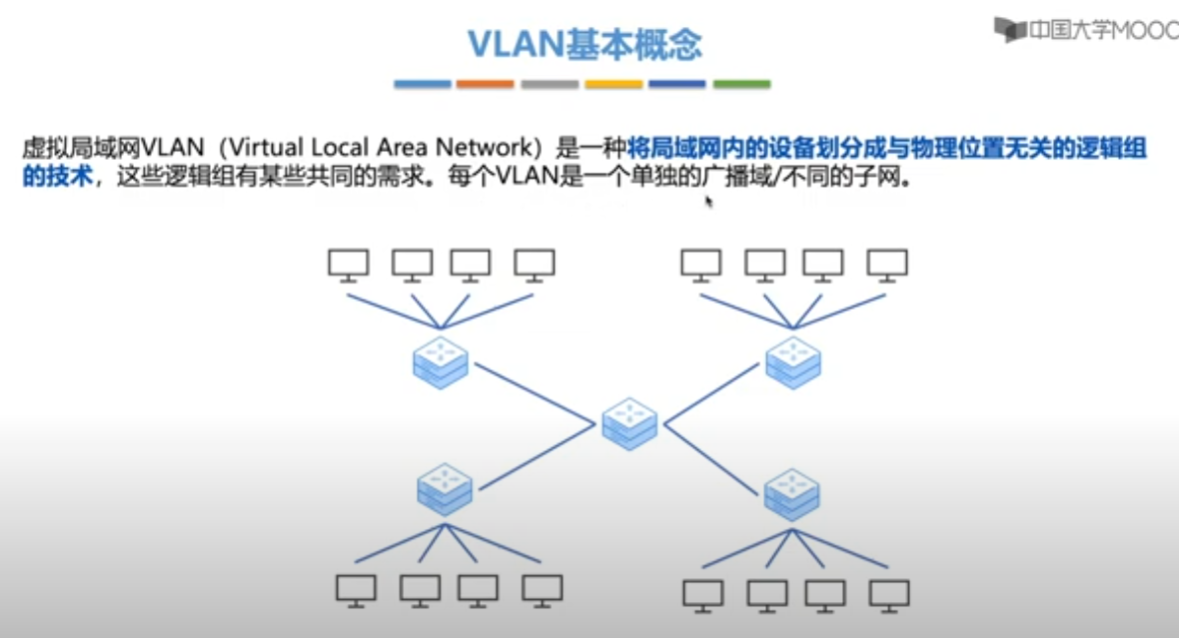 中国大学MOOC
VLAN基本概念
虚拟局域网VLAN（Virtual Local Area Network）是一种将局域网内的设备划分成与物理位置无关的逻辑组
的技术，这些逻辑组有某些共同的需求。每个VLAN是一个单独的广播域/不同的子网。